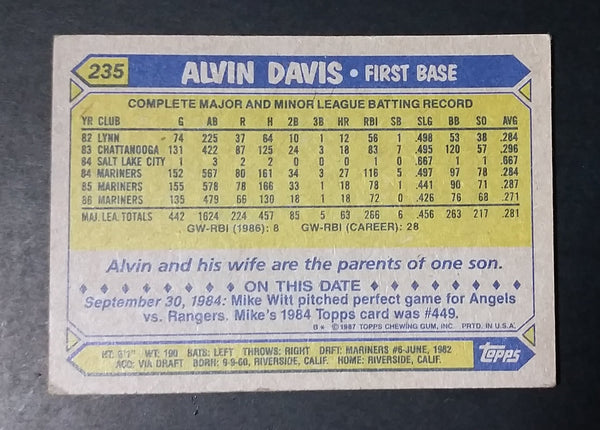 235 ALVIN DAVIS • FIRST BASE
COMPLETE MAJOR AND MINOR LEAGUE BATTING RECORD
YR CLUB G AB R H 2B 3B HR RBI SB SLG BB SO AVG
82 LYNN 74 225 37 64 10 1 12 56 1 .498 53 38 .284
83 CHATTANOOGA 131 422 87 125 24 3 18 83 7 .495 120 57 .296
84 SALT LAKE CITY 1 3 2 2 0 0 0 1 0 .667 1 1 .667
84 MARINERS 152 567 80 161 34 3 27 116 5 .497 97 78 .284
85 MARINERS 155 578 78 166 33 1 18 78 1 .441 90 71 .287
86 MARINERS 135 479 66 130 18 1 18 72 0 .426 76 68 .271
MAJ. LEA. TOTALS 442 1624 224 457 85 5 63 266 6 .456 263 217 .281
GW-RBI (1986): 8 GW-RBI (CAREER): 28
Alvin and his wife are the parents of one son.
♦ ♦ ♦ ♦ ♦ ♦ ♦ ON THIS DATE ♦ ♦ ♦ ♦ ♦ ♦ ♦
September 30, 1984: Mike Witt pitched perfect game for Angels
vs. Rangers. Mike's 1984 Topps card was #449.
B* ©1987 TOPPS CHEWING GUM, INC. PRTD. IN U.S.A.
HT: 6'1" WT: 190 BATS: LEFT THROWS: RIGHT DRFT: MARINERS #6-JUNE, 1982
ACQ: VIA DRAFT BORN: 9-9-60, RIVERSIDE, CALIF. HOME: RIVERSIDE, CALIF.
topps